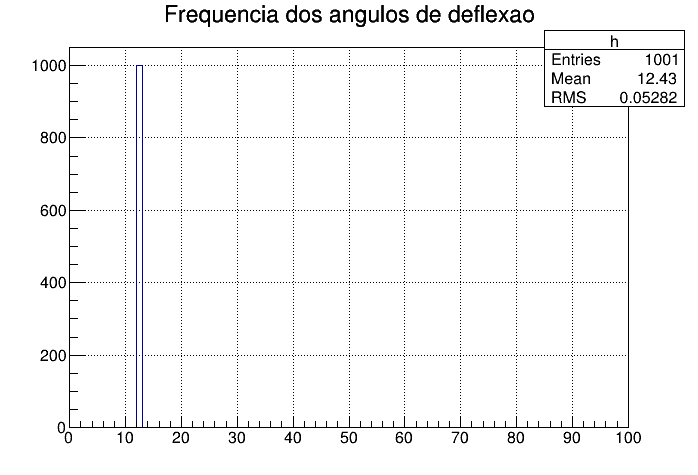 Frequencia dos angulos de deflexao
h
Entries 1001
Mean 12.43
RMS 0.05282
1000
800
600
400
200
0
0 10 20 30 40 50 60 70 80 90 100